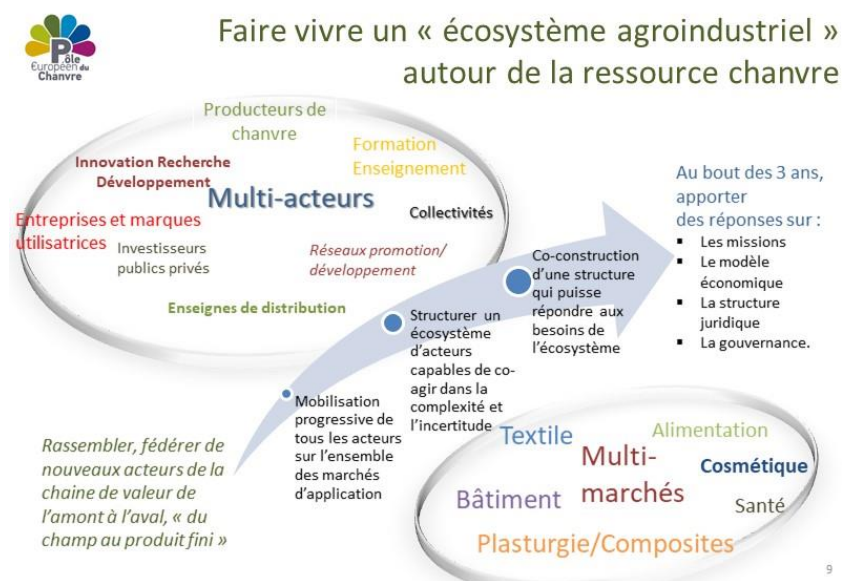 Pôle
Européen du
Chanvre
Faire vivre un « écosystème agroindustriel »
autour de la ressource chanvre
Producteurs de
chanvre
Formation
Enseignement
Innovation Recherche
Développement
Multi-acteurs
Collectivités
Entreprises et marques
utilisatrices
Investisseurs
publics privés
Réseaux promotion/
développement
Enseignes de distribution
Rassembler, fédérer de
nouveaux acteurs de la
chaine de valeur de
l'amont à l'aval, « du
champ au produit fini »
Mobilisation
progressive de
tous les acteurs
sur l'ensemble
des marchés
d'application
Structurer un
écosystème
d'acteurs
capables de co-
agir dans la
complexité et
l'incertitude
Co-construction
d'une structure
qui puisse
répondre aux
besoins de
l'écosystème
Au bout des 3 ans,
apporter
des réponses sur :
▪ Les missions
▪ Le modèle
économique
▪ La structure
juridique
▪ La gouvernance.
Textile
Alimentation
Multi-
marchés
Cosmétique
Bâtiment
Santé
Plasturgie/Composites
9